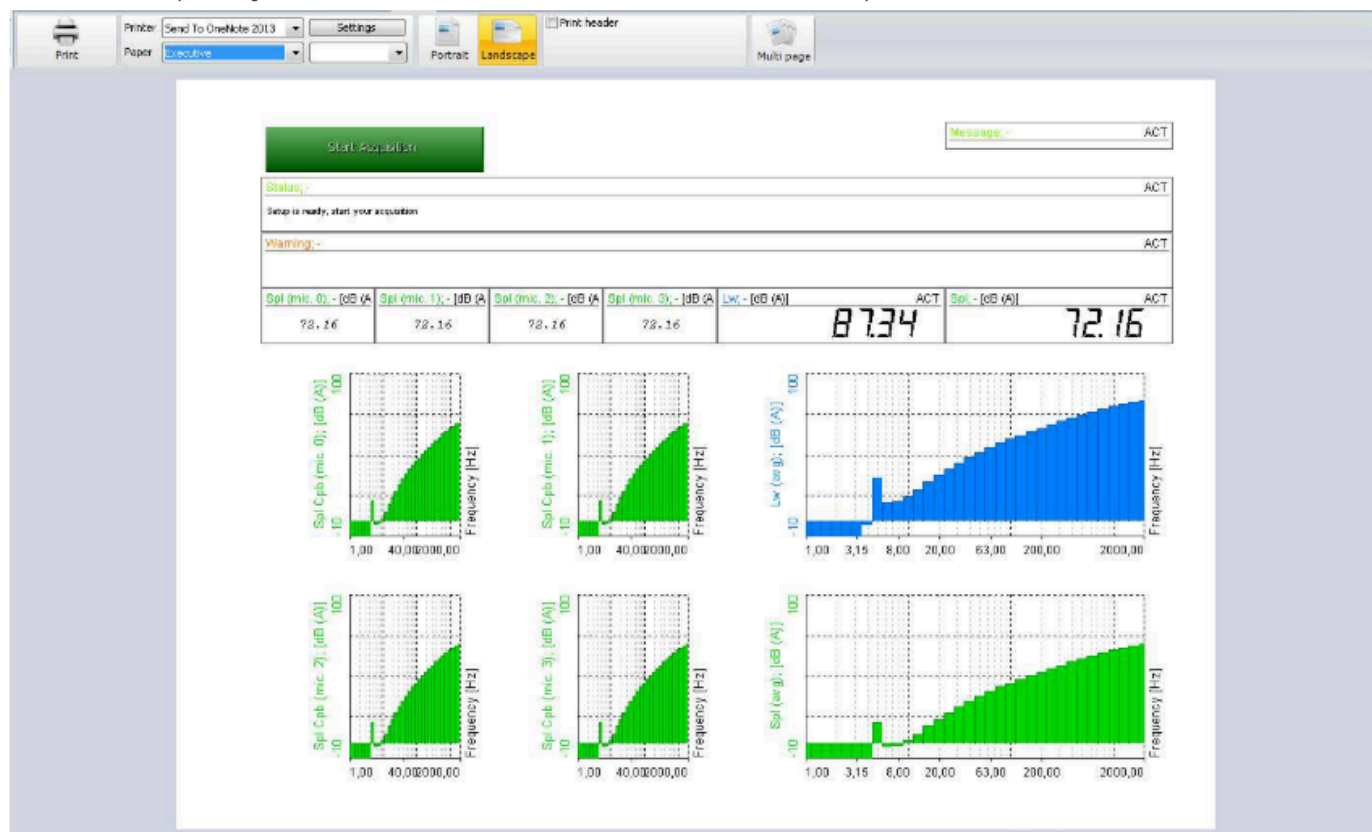 Printer Send To OneNote 2013 Settings Print header
Print Paper Executive Portrait Landscape Multi page
Start Acquisition
Message; - ACT
Status; - ACT
Setup is ready, start your acquisition
Warning; - ACT
Spl (mic. 0); - [dB (A Spl (mic. 1); - [dB (A Spl (mic. 2); - [dB (A Spl (mic. 3); - [dB (A Lw; - [dB (A)] ACT Spl; - [dB (A)] ACT
72.16 72.16 72.16 72.16 87.34 72.16
Spl Cpb (mic. 0); [dB (A)]
100
-10
1,00 40,00 2000,00
Frequency [Hz]
Spl Cpb (mic. 1); [dB (A)]
100
-10
1,00 40,00 2000,00
Frequency [Hz]
Lw (avg); [dB (A)]
100
-10
1,00 3,15 8,00 20,00 63,00 200,00 2000,00
Frequency [Hz]
Spl Cpb (mic. 2); [dB (A)]
100
-10
1,00 40,00 2000,00
Frequency [Hz]
Spl Cpb (mic. 3); [dB (A)]
100
-10
1,00 40,00 2000,00
Frequency [Hz]
Spl (avg); [dB (A)]
100
-10
1,00 3,15 8,00 20,00 63,00 200,00 2000,00
Frequency [Hz]